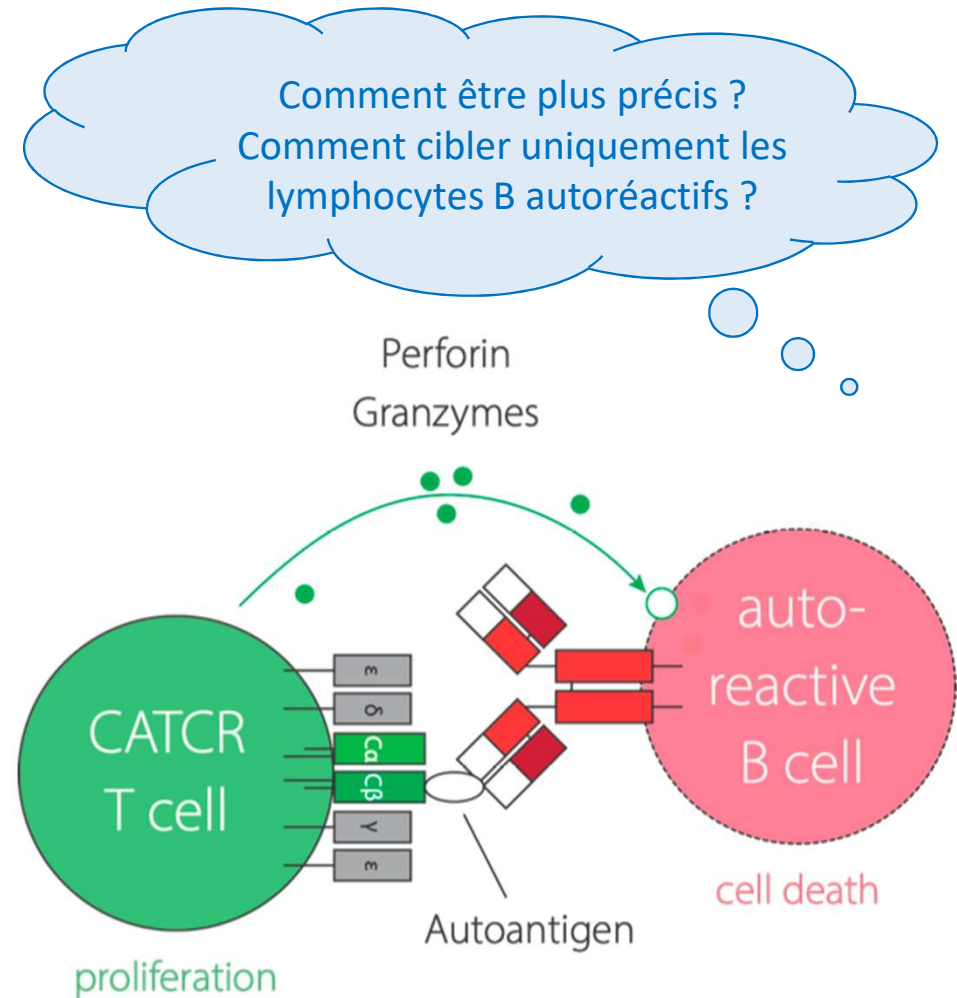 Comment être plus précis ?
Comment cibler uniquement les
lymphocytes B autoréactifs ?
Perforin
Granzymes
CATCR
T cell
ε
δ
Cα
Cβ
γ
ε
auto-
reactive
B cell
cell death
Autoantigen
proliferation